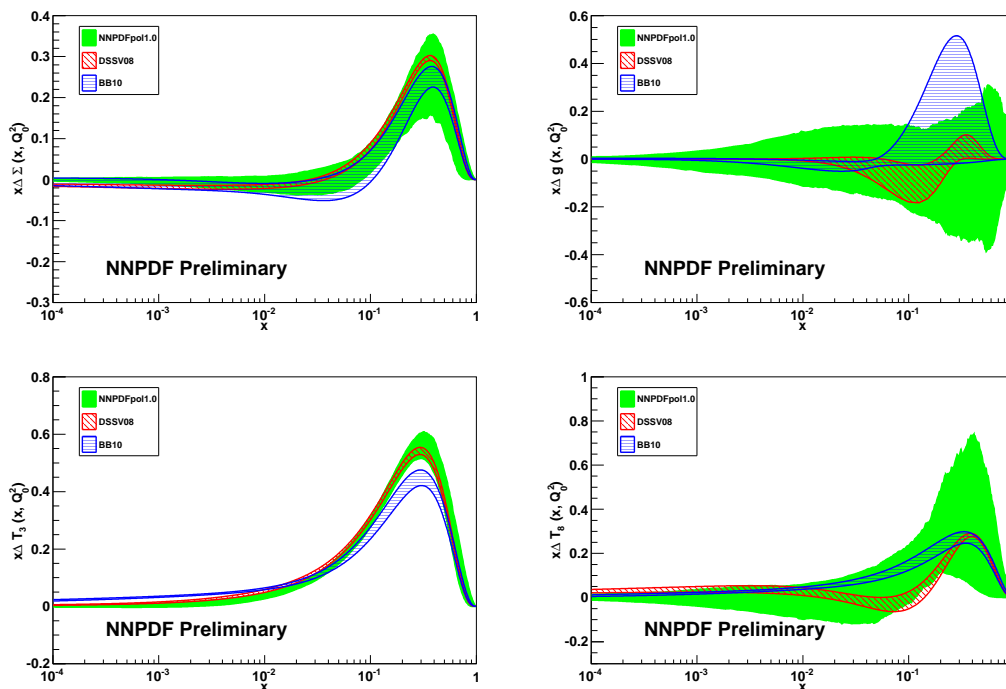 x Δ Σ (x, Q₀²)
0.4
0.3
0.2
0.1
0
-0.1
-0.2
-0.3
NNPDFpol1.0
DSSV08
BB10
NNPDF Preliminary
10⁻⁴
10⁻³
10⁻²
10⁻¹
1
x
x Δ g (x, Q₀²)
0.6
0.4
0.2
0
-0.2
-0.4
-0.6
NNPDFpol1.0
DSSV08
BB10
NNPDF Preliminary
10⁻⁴
10⁻³
10⁻²
10⁻¹
x
x Δ T₃ (x, Q₀²)
0.8
0.6
0.4
0.2
0
-0.2
NNPDFpol1.0
DSSV08
BB10
NNPDF Preliminary
10⁻⁴
10⁻³
10⁻²
10⁻¹
1
x
x Δ T₈ (x, Q₀²)
1
0.8
0.6
0.4
0.2
0
-0.2
NNPDFpol1.0
DSSV08
BB10
NNPDF Preliminary
10⁻⁴
10⁻³
10⁻²
10⁻¹
x